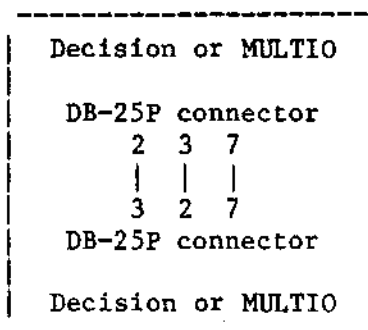 Decision or MULTIO
DB-25P connector
2 3 7
| | |
3 2 7
DB-25P connector
Decision or MULTIO